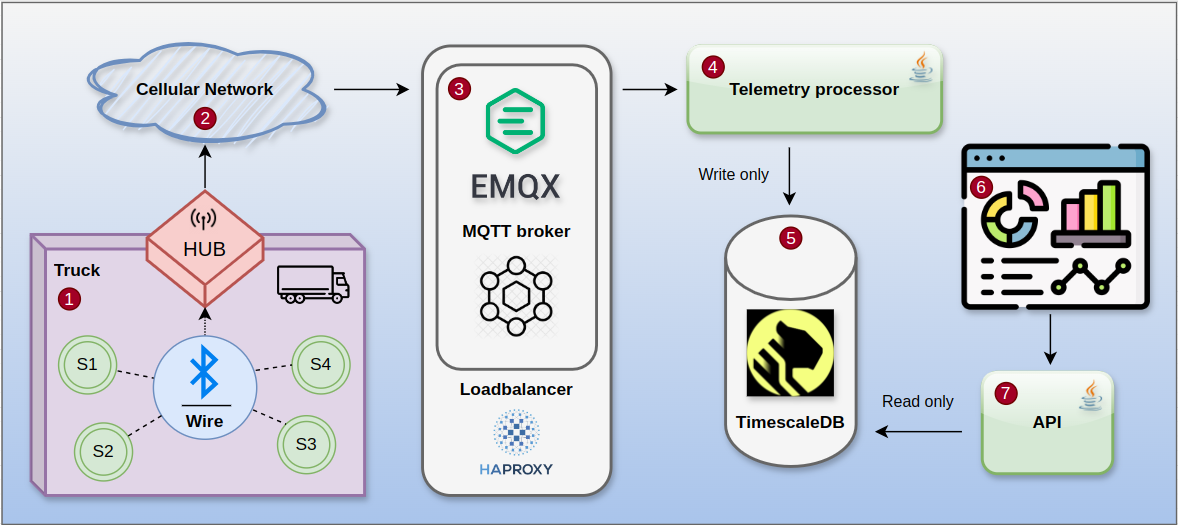 Cellular Network
2
HUB
Truck
1
S1
S4
Wire
S2
S3
3
EMQX
MQTT broker
Loadbalancer
HAPROXY
4
Telemetry processor
Write only
5
TimescaleDB
6
7
API
Read only